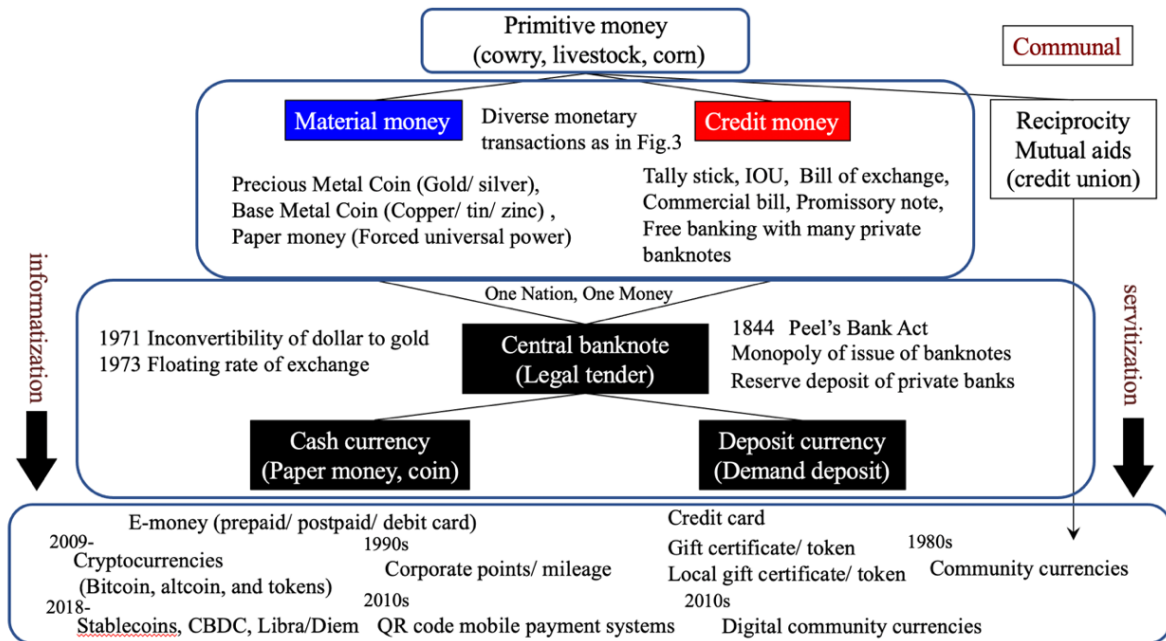 Primitive money
(cowry, livestock, corn)
Communal
Material money
Diverse monetary
transactions as in Fig.3
Credit money
Reciprocity
Mutual aids
(credit union)
Precious Metal Coin (Gold/ silver),
Base Metal Coin (Copper/ tin/ zinc) ,
Paper money (Forced universal power)
Tally stick, IOU,  Bill of exchange,
Commercial bill, Promissory note,
Free banking with many private
banknotes
informatization
servitization
One Nation, One Money
1971 Inconvertibility of dollar to gold
1973 Floating rate of exchange
Central banknote
(Legal tender)
1844  Peel's Bank Act
Monopoly of issue of banknotes
Reserve deposit of private banks
Cash currency
(Paper money, coin)
Deposit currency
(Demand deposit)
E-money (prepaid/ postpaid/ debit card)
2009-
Cryptocurrencies
(Bitcoin, altcoin, and tokens)
2018-
Stablecoins, CBDC, Libra/Diem
1990s
Corporate points/ mileage
2010s
QR code mobile payment systems
Credit card
Gift certificate/ token
Local gift certificate/ token
1980s
Community currencies
2010s
Digital community currencies